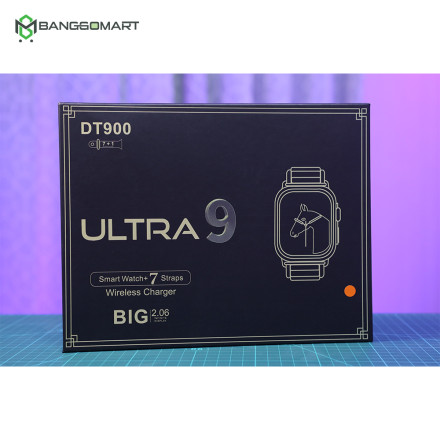 BANGGOMART
DT900
7+1
ULTRA 9
Smart Watch+ 7 Straps
Wireless Charger
BIG 2.06